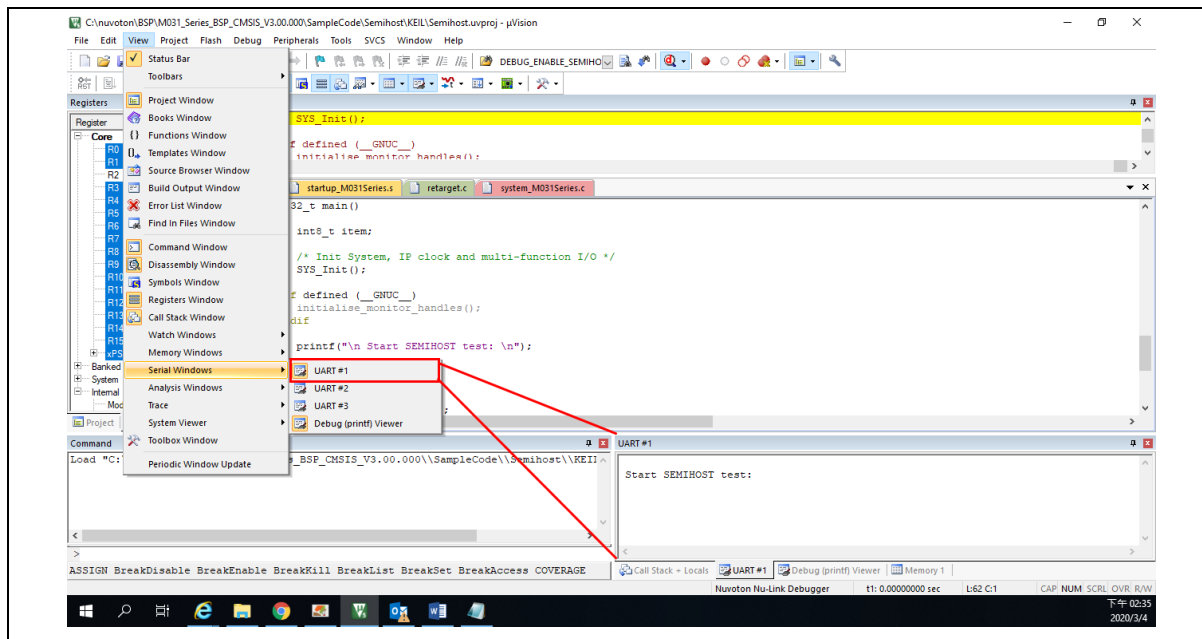 C:\nuvoton\BSP\M031_Series_BSP_CMSIS_V3.00.000\SampleCode\Semihost\KEIL\Semihost.uvproj - µVision
File Edit View Project Flash Debug Peripherals Tools SVCS Window Help
DEBUG_ENABLE_SEMIHO
RST
Status Bar
Toolbars
Project Window
Books Window
Functions Window
Templates Window
Source Browser Window
Build Output Window
Error List Window
Find In Files Window
Command Window
Disassembly Window
Symbols Window
Registers Window
Call Stack Window
Watch Windows
Memory Windows
Serial Windows
Analysis Windows
Trace
System Viewer
Toolbox Window
Periodic Window Update
UART #1
UART #2
UART #3
Debug (printf) Viewer
Registers
Register
Core
R0
R1
R2
R3
R4
R5
R6
R7
R8
R9
R10
R11
R12
R13
R14
R15
xPS
Banked
System
Internal
Mod
Project
SYS_Init();
f defined (__GNUC__)
initialise_monitor_handles();
startup_M031Series.s retarget.c system_M031Series.c
32_t main()
int8_t item;
/* Init System, IP clock and multi-function I/O */
SYS_Init();
f defined (__GNUC__)
initialise_monitor_handles();
dif
printf("\n Start SEMIHOST test: \n");
;
Command
Load "C:
s_BSP_CMSIS_V3.00.000\\SampleCode\\Semihost\\KEI
>
ASSIGN BreakDisable BreakEnable BreakKill BreakList BreakSet BreakAccess COVERAGE
UART #1
Start SEMIHOST test:
Call Stack + Locals UART #1 Debug (printf) Viewer Memory 1
Nuvoton Nu-Link Debugger t1: 0.00000000 sec L:62 C:1 CAP NUM SCRL OVR R/W
下午 02:35
2020/3/4